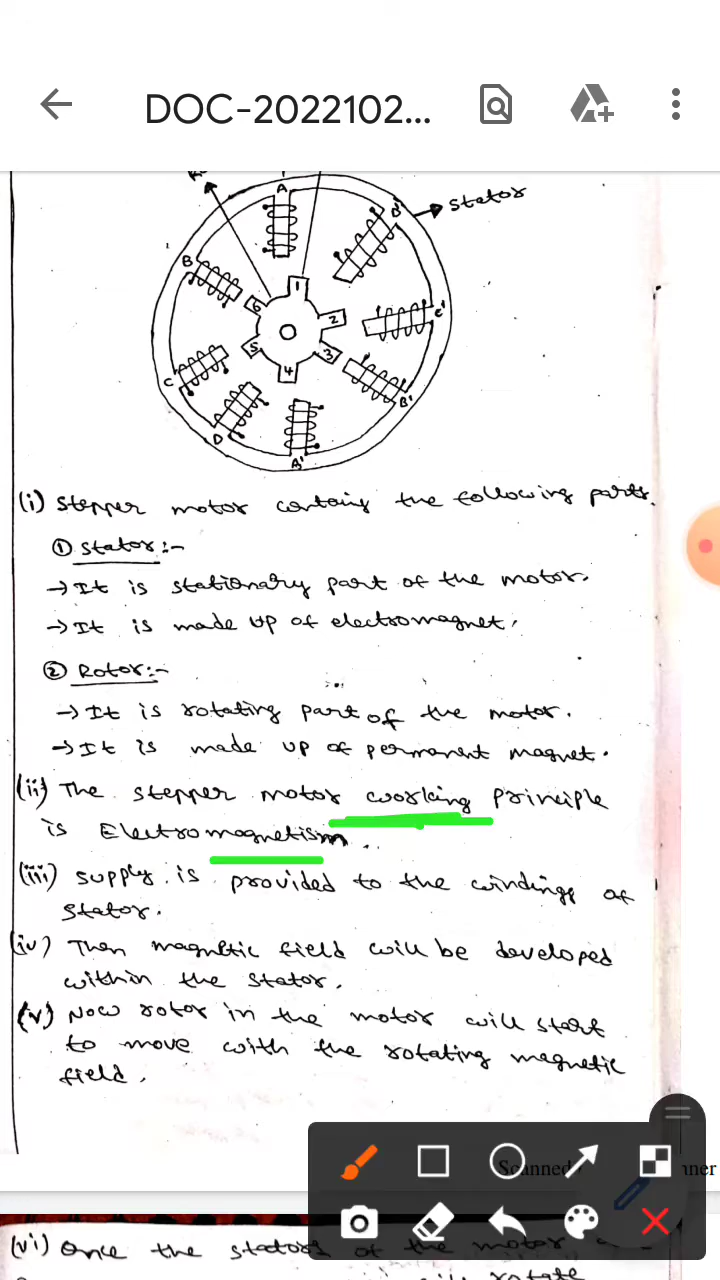 DOC-2022102...
A
B'
Stator
B
1
6
2
C'
5
3
4
C
B'
D
A'
(i) Stepper motor contains the following parts.
① Stator:-
→ It is stationary part of the motor.
→ It is made up of electromagnet.
② Rotor:-
→ It is rotating part of the motor.
→ It is made up of permanent magnet.
(ii) The stepper motor working principle
is Electromagnetism.
(iii) Supply is provided to the windings of
stator.
(iv) Then magnetic field will be developed
within the stator.
(v) Now rotor in the motor will start
to move with the rotating magnetic
field.
Scanned
nner
(vi) Once the stators of the motor
rotate